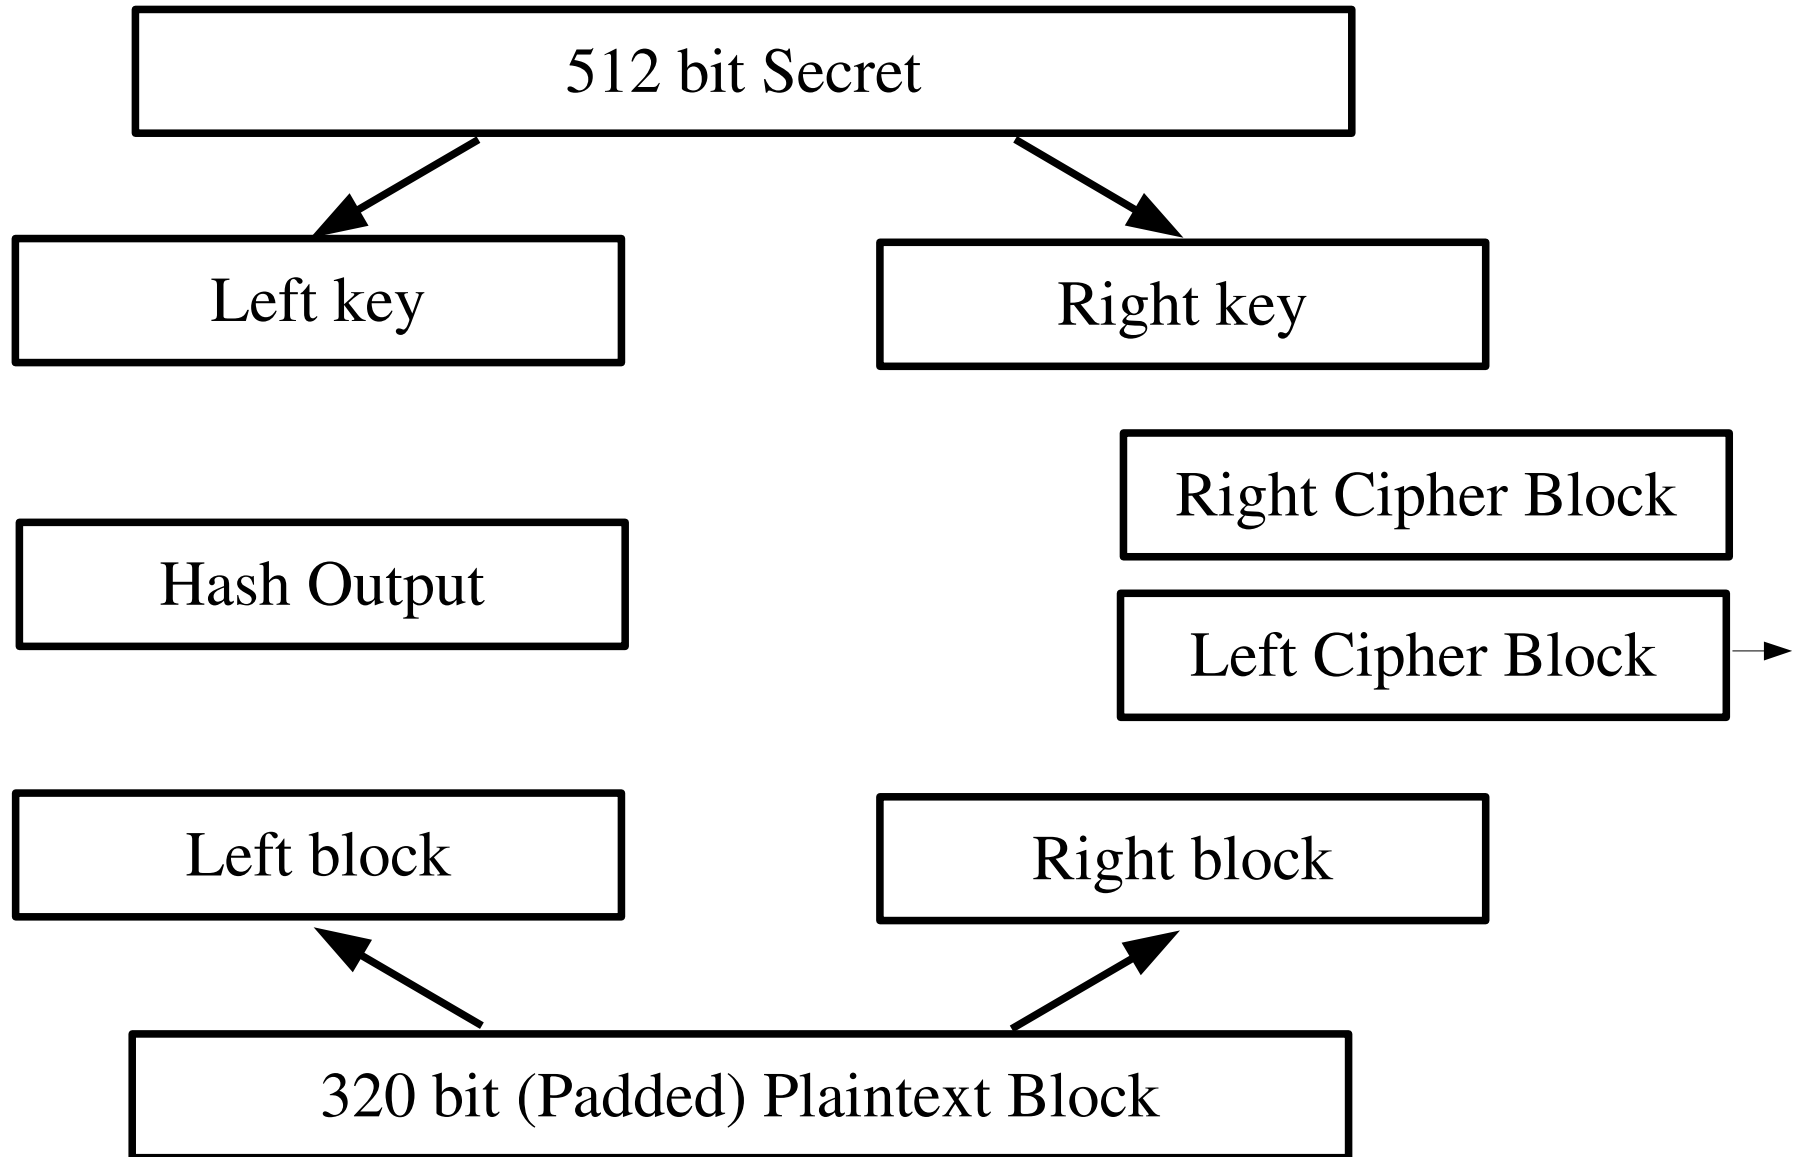 512 bit Secret
Left key
Right key
Right Cipher Block
Hash Output
Left Cipher Block
Left block
Right block
320 bit (Padded) Plaintext Block